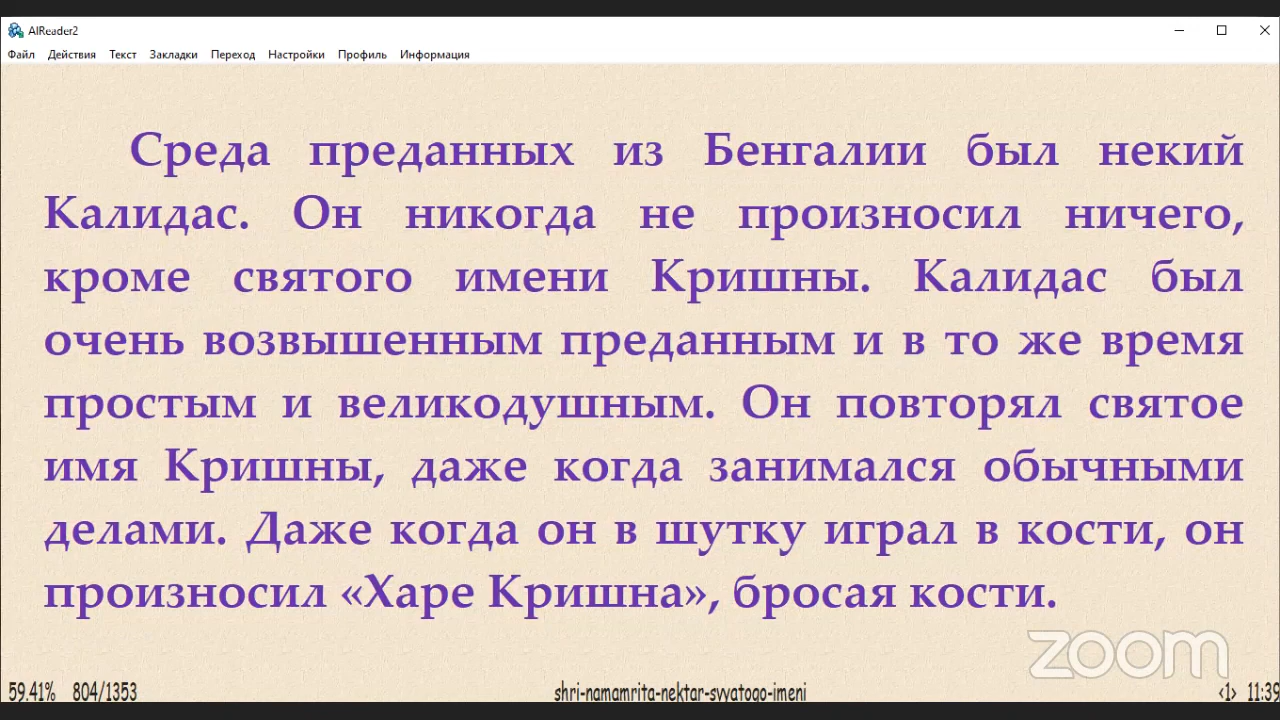 AlReader2
Файл Действия Текст Закладки Переход Настройки Профиль Информация
Среда преданных из Бенгалии был некий
Калидас. Он никогда не произносил ничего,
кроме святого имени Кришны. Калидас был
очень возвышенным преданным и в то же время
простым и великодушным. Он повторял святое
имя Кришны, даже когда занимался обычными
делами. Даже когда он в шутку играл в кости, он
произносил «Харе Кришна», бросая кости.
zoom
59.41% 804/1353 shri-namamrita-nektar-svyatogo-imeni <1> 11:39